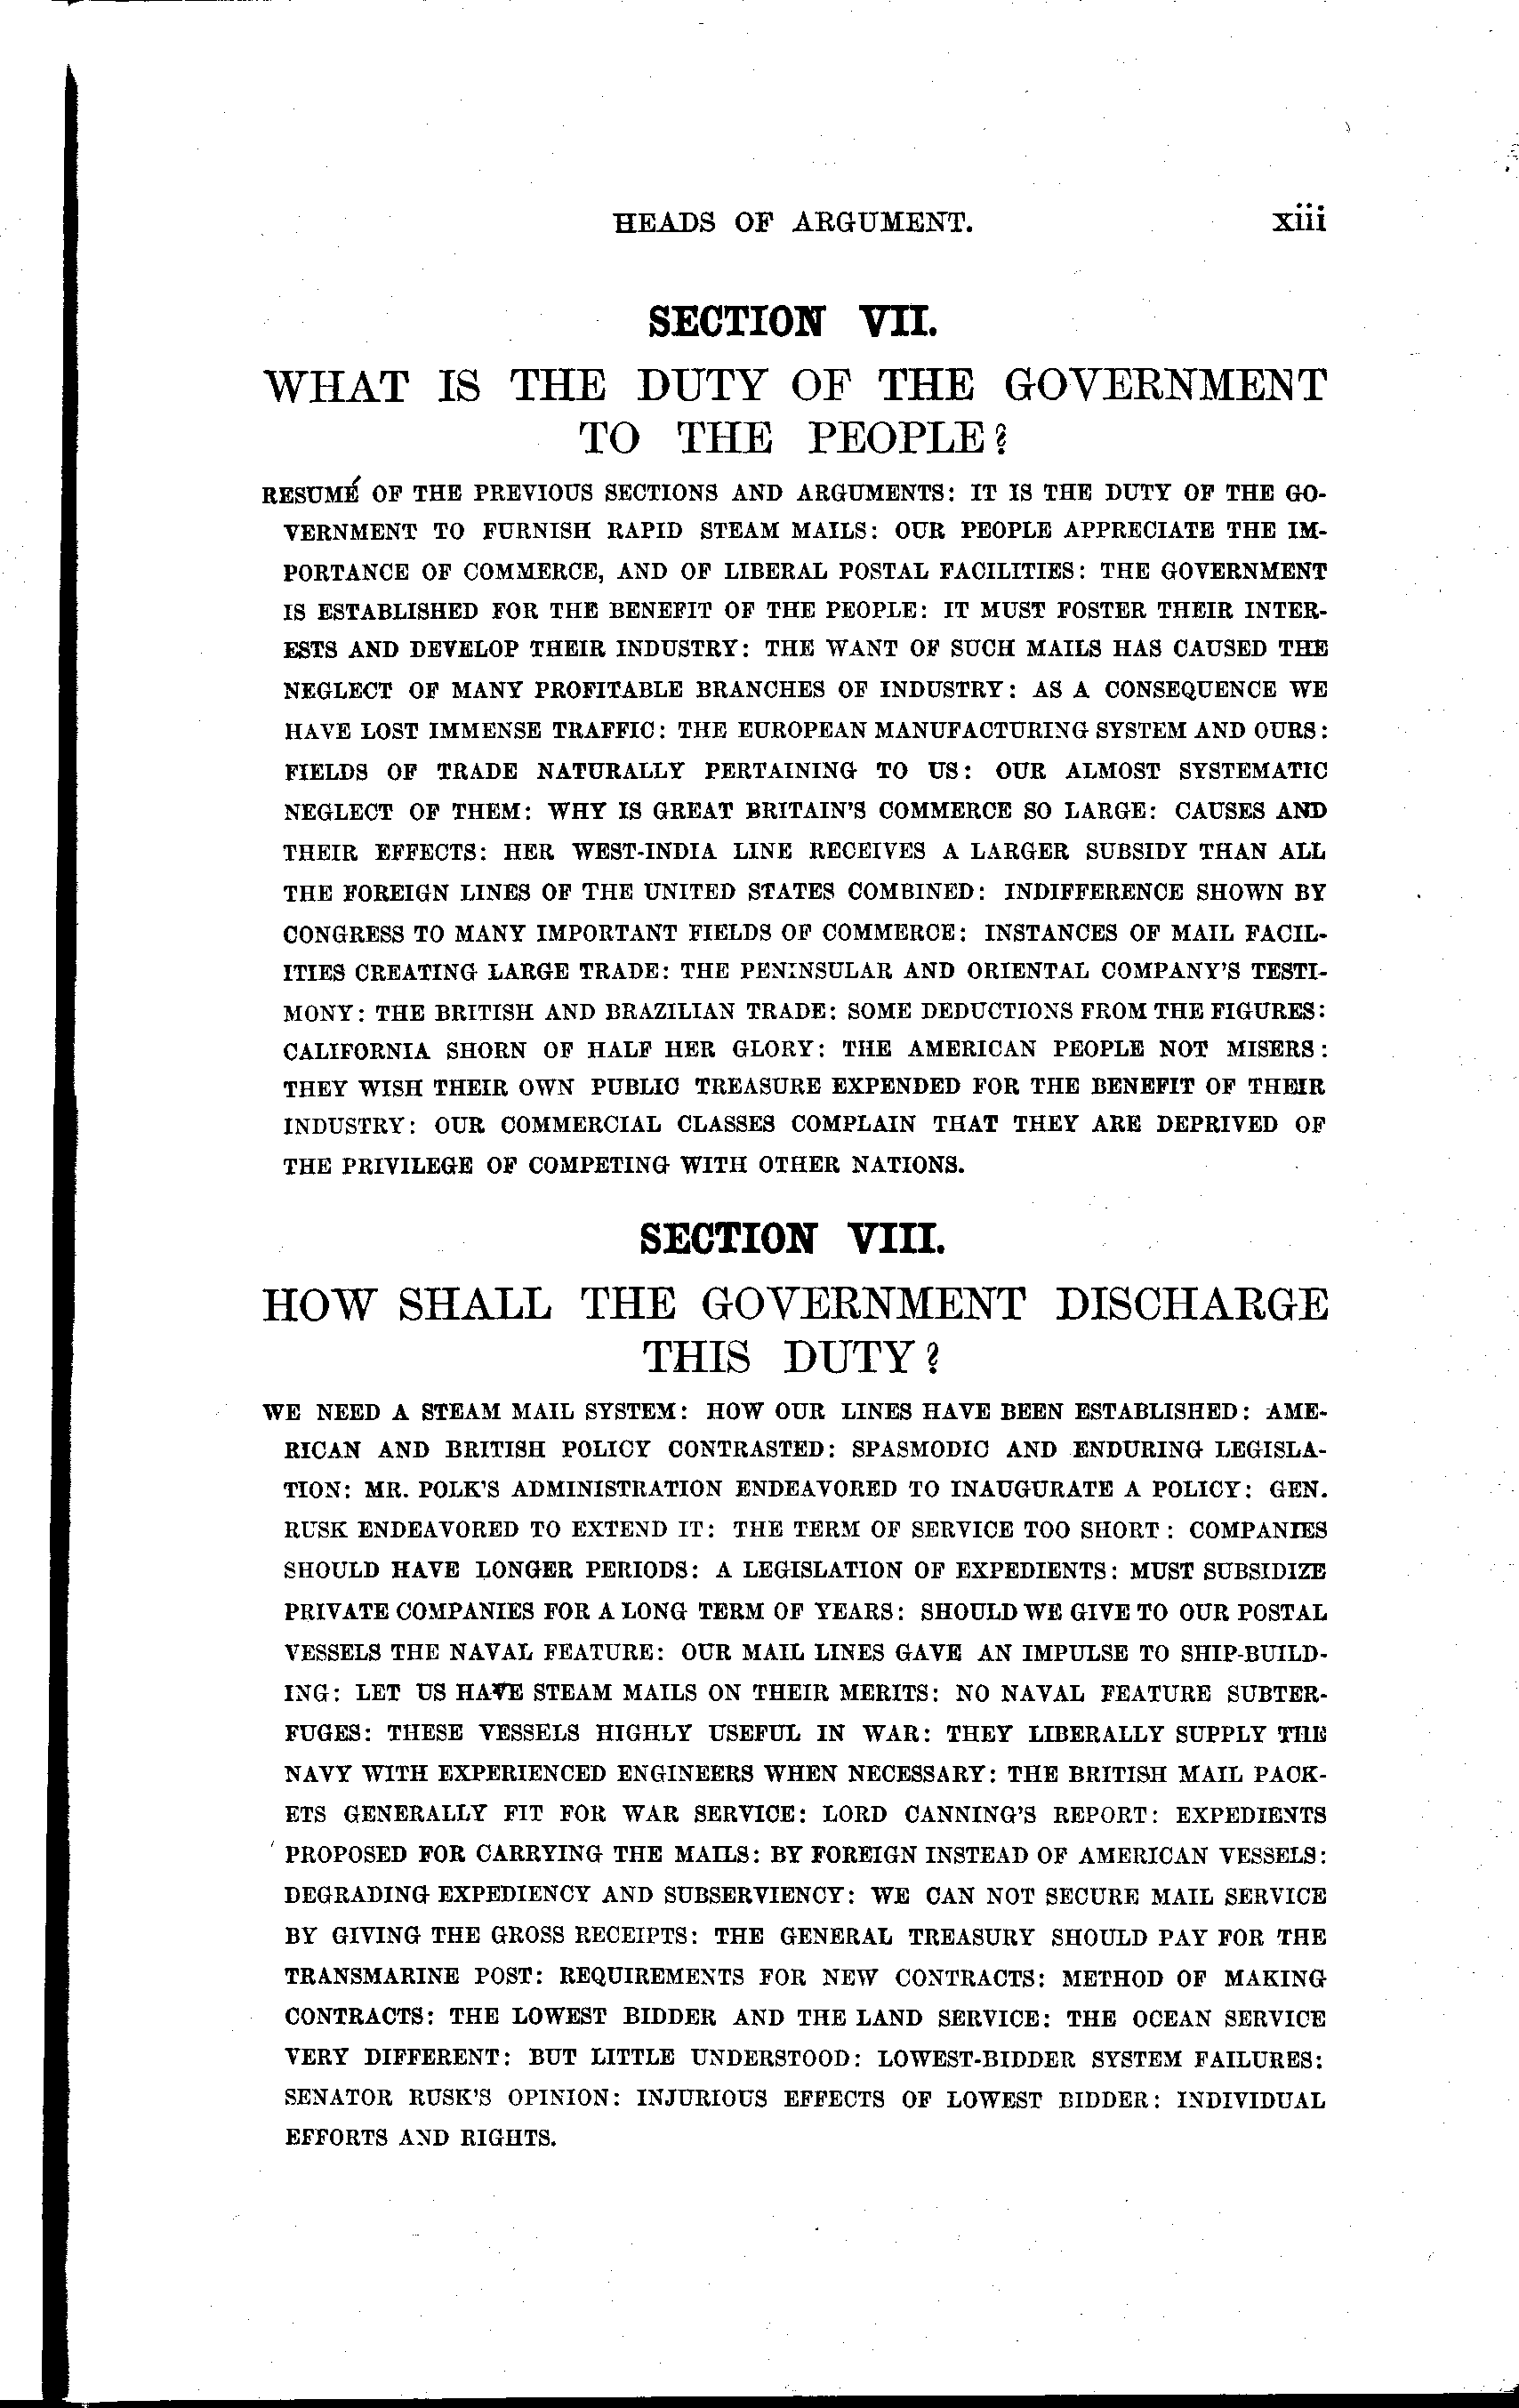 HEADS OF ARGUMENT. xiii
SECTION VII.
WHAT IS THE DUTY OF THE GOVERNMENT
TO THE PEOPLE?
RESUMÉ OF THE PREVIOUS SECTIONS AND ARGUMENTS: IT IS THE DUTY OF THE GO-
VERNMENT TO FURNISH RAPID STEAM MAILS: OUR PEOPLE APPRECIATE THE IM-
PORTANCE OF COMMERCE, AND OF LIBERAL POSTAL FACILITIES: THE GOVERNMENT
IS ESTABLISHED FOR THE BENEFIT OF THE PEOPLE: IT MUST FOSTER THEIR INTER-
ESTS AND DEVELOP THEIR INDUSTRY: THE WANT OF SUCH MAILS HAS CAUSED THE
NEGLECT OF MANY PROFITABLE BRANCHES OF INDUSTRY: AS A CONSEQUENCE WE
HAVE LOST IMMENSE TRAFFIC: THE EUROPEAN MANUFACTURING SYSTEM AND OURS:
FIELDS OF TRADE NATURALLY PERTAINING TO US: OUR ALMOST SYSTEMATIC
NEGLECT OF THEM: WHY IS GREAT BRITAIN'S COMMERCE SO LARGE: CAUSES AND
THEIR EFFECTS: HER WEST-INDIA LINE RECEIVES A LARGER SUBSIDY THAN ALL
THE FOREIGN LINES OF THE UNITED STATES COMBINED: INDIFFERENCE SHOWN BY
CONGRESS TO MANY IMPORTANT FIELDS OF COMMERCE: INSTANCES OF MAIL FACIL-
ITIES CREATING LARGE TRADE: THE PENINSULAR AND ORIENTAL COMPANY'S TESTI-
MONY: THE BRITISH AND BRAZILIAN TRADE: SOME DEDUCTIONS FROM THE FIGURES:
CALIFORNIA SHORN OF HALF HER GLORY: THE AMERICAN PEOPLE NOT MISERS:
THEY WISH THEIR OWN PUBLIC TREASURE EXPENDED FOR THE BENEFIT OF THEIR
INDUSTRY: OUR COMMERCIAL CLASSES COMPLAIN THAT THEY ARE DEPRIVED OF
THE PRIVILEGE OF COMPETING WITH OTHER NATIONS.
SECTION VIII.
HOW SHALL THE GOVERNMENT DISCHARGE
THIS DUTY?
WE NEED A STEAM MAIL SYSTEM: HOW OUR LINES HAVE BEEN ESTABLISHED: AME-
RICAN AND BRITISH POLICY CONTRASTED: SPASMODIC AND ENDURING LEGISLA-
TION: MR. POLK'S ADMINISTRATION ENDEAVORED TO INAUGURATE A POLICY: GEN.
RUSK ENDEAVORED TO EXTEND IT: THE TERM OF SERVICE TOO SHORT: COMPANIES
SHOULD HAVE LONGER PERIODS: A LEGISLATION OF EXPEDIENTS: MUST SUBSIDIZE
PRIVATE COMPANIES FOR A LONG TERM OF YEARS: SHOULD WE GIVE TO OUR POSTAL
VESSELS THE NAVAL FEATURE: OUR MAIL LINES GAVE AN IMPULSE TO SHIP-BUILD-
ING: LET US HAVE STEAM MAILS ON THEIR MERITS: NO NAVAL FEATURE SUBTER-
FUGES: THESE VESSELS HIGHLY USEFUL IN WAR: THEY LIBERALLY SUPPLY THE
NAVY WITH EXPERIENCED ENGINEERS WHEN NECESSARY: THE BRITISH MAIL PACK-
ETS GENERALLY FIT FOR WAR SERVICE: LORD CANNING'S REPORT: EXPEDIENTS
PROPOSED FOR CARRYING THE MAILS: BY FOREIGN INSTEAD OF AMERICAN VESSELS:
DEGRADING EXPEDIENCY AND SUBSERVIENCY: WE CAN NOT SECURE MAIL SERVICE
BY GIVING THE GROSS RECEIPTS: THE GENERAL TREASURY SHOULD PAY FOR THE
TRANSMARINE POST: REQUIREMENTS FOR NEW CONTRACTS: METHOD OF MAKING
CONTRACTS: THE LOWEST BIDDER AND THE LAND SERVICE: THE OCEAN SERVICE
VERY DIFFERENT: BUT LITTLE UNDERSTOOD: LOWEST-BIDDER SYSTEM FAILURES:
SENATOR RUSK'S OPINION: INJURIOUS EFFECTS OF LOWEST BIDDER: INDIVIDUAL
EFFORTS AND RIGHTS.